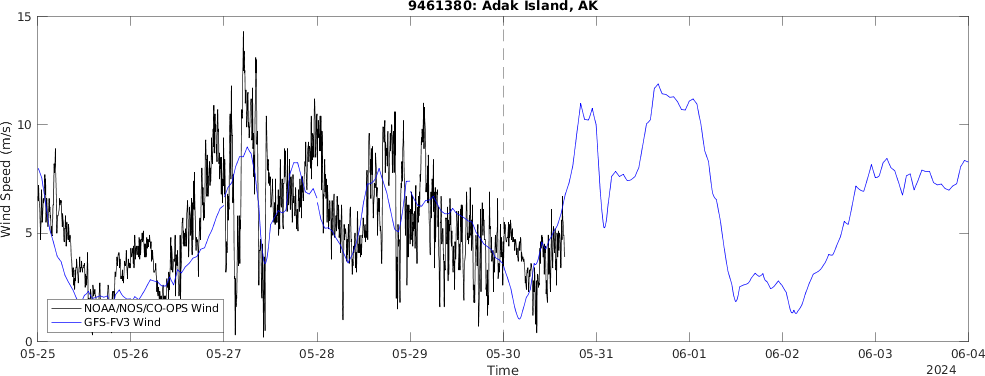 9461380: Adak Island, AK
15
10
5
0
Wind Speed (m/s)
NOAA/NOS/CO-OPS Wind
GFS-FV3 Wind
05-25 05-26 05-27 05-28 05-29 05-30 05-31 06-01 06-02 06-03 06-04
Time
2024